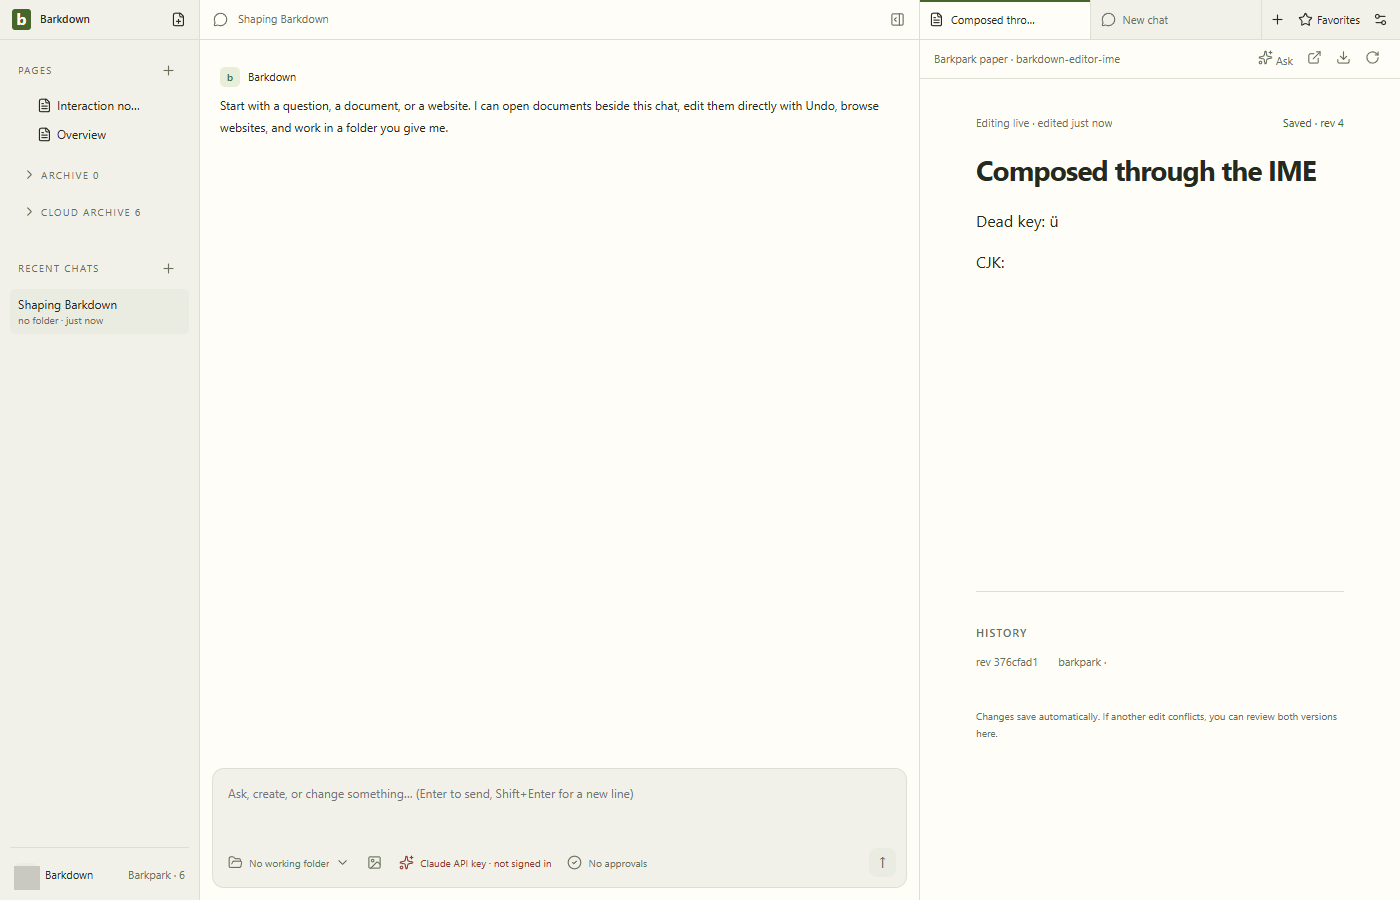 b Barkdown
PAGES
Interaction no...
Overview
ARCHIVE 0
CLOUD ARCHIVE 6
RECENT CHATS
Shaping Barkdown
no folder · just now
Barkdown
Barkpark · 6
Shaping Barkdown
b Barkdown
Start with a question, a document, or a website. I can open documents beside this chat, edit them directly with Undo, browse
websites, and work in a folder you give me.
Ask, create, or change something... (Enter to send, Shift+Enter for a new line)
No working folder
Claude API key · not signed in
No approvals
Composed thro...
New chat
Favorites
Barkpark paper · barkdown-editor-ime
Ask
Editing live · edited just now
Saved · rev 4
Composed through the IME
Dead key: ü
CJK:
HISTORY
rev 376cfad1 barkpark ·
Changes save automatically. If another edit conflicts, you can review both versions
here.